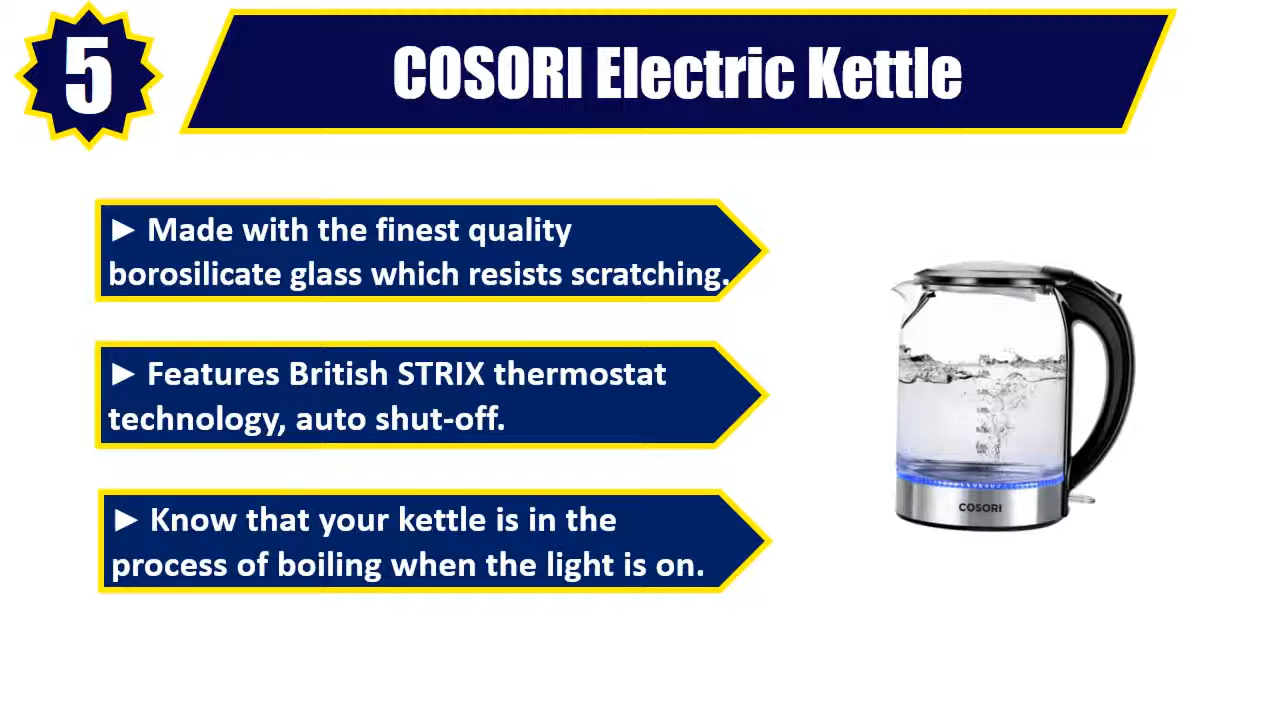 5
COSORI Electric Kettle
► Made with the finest quality
borosilicate glass which resists scratching.
► Features British STRIX thermostat
technology, auto shut-off.
► Know that your kettle is in the
process of boiling when the light is on.
COSORI